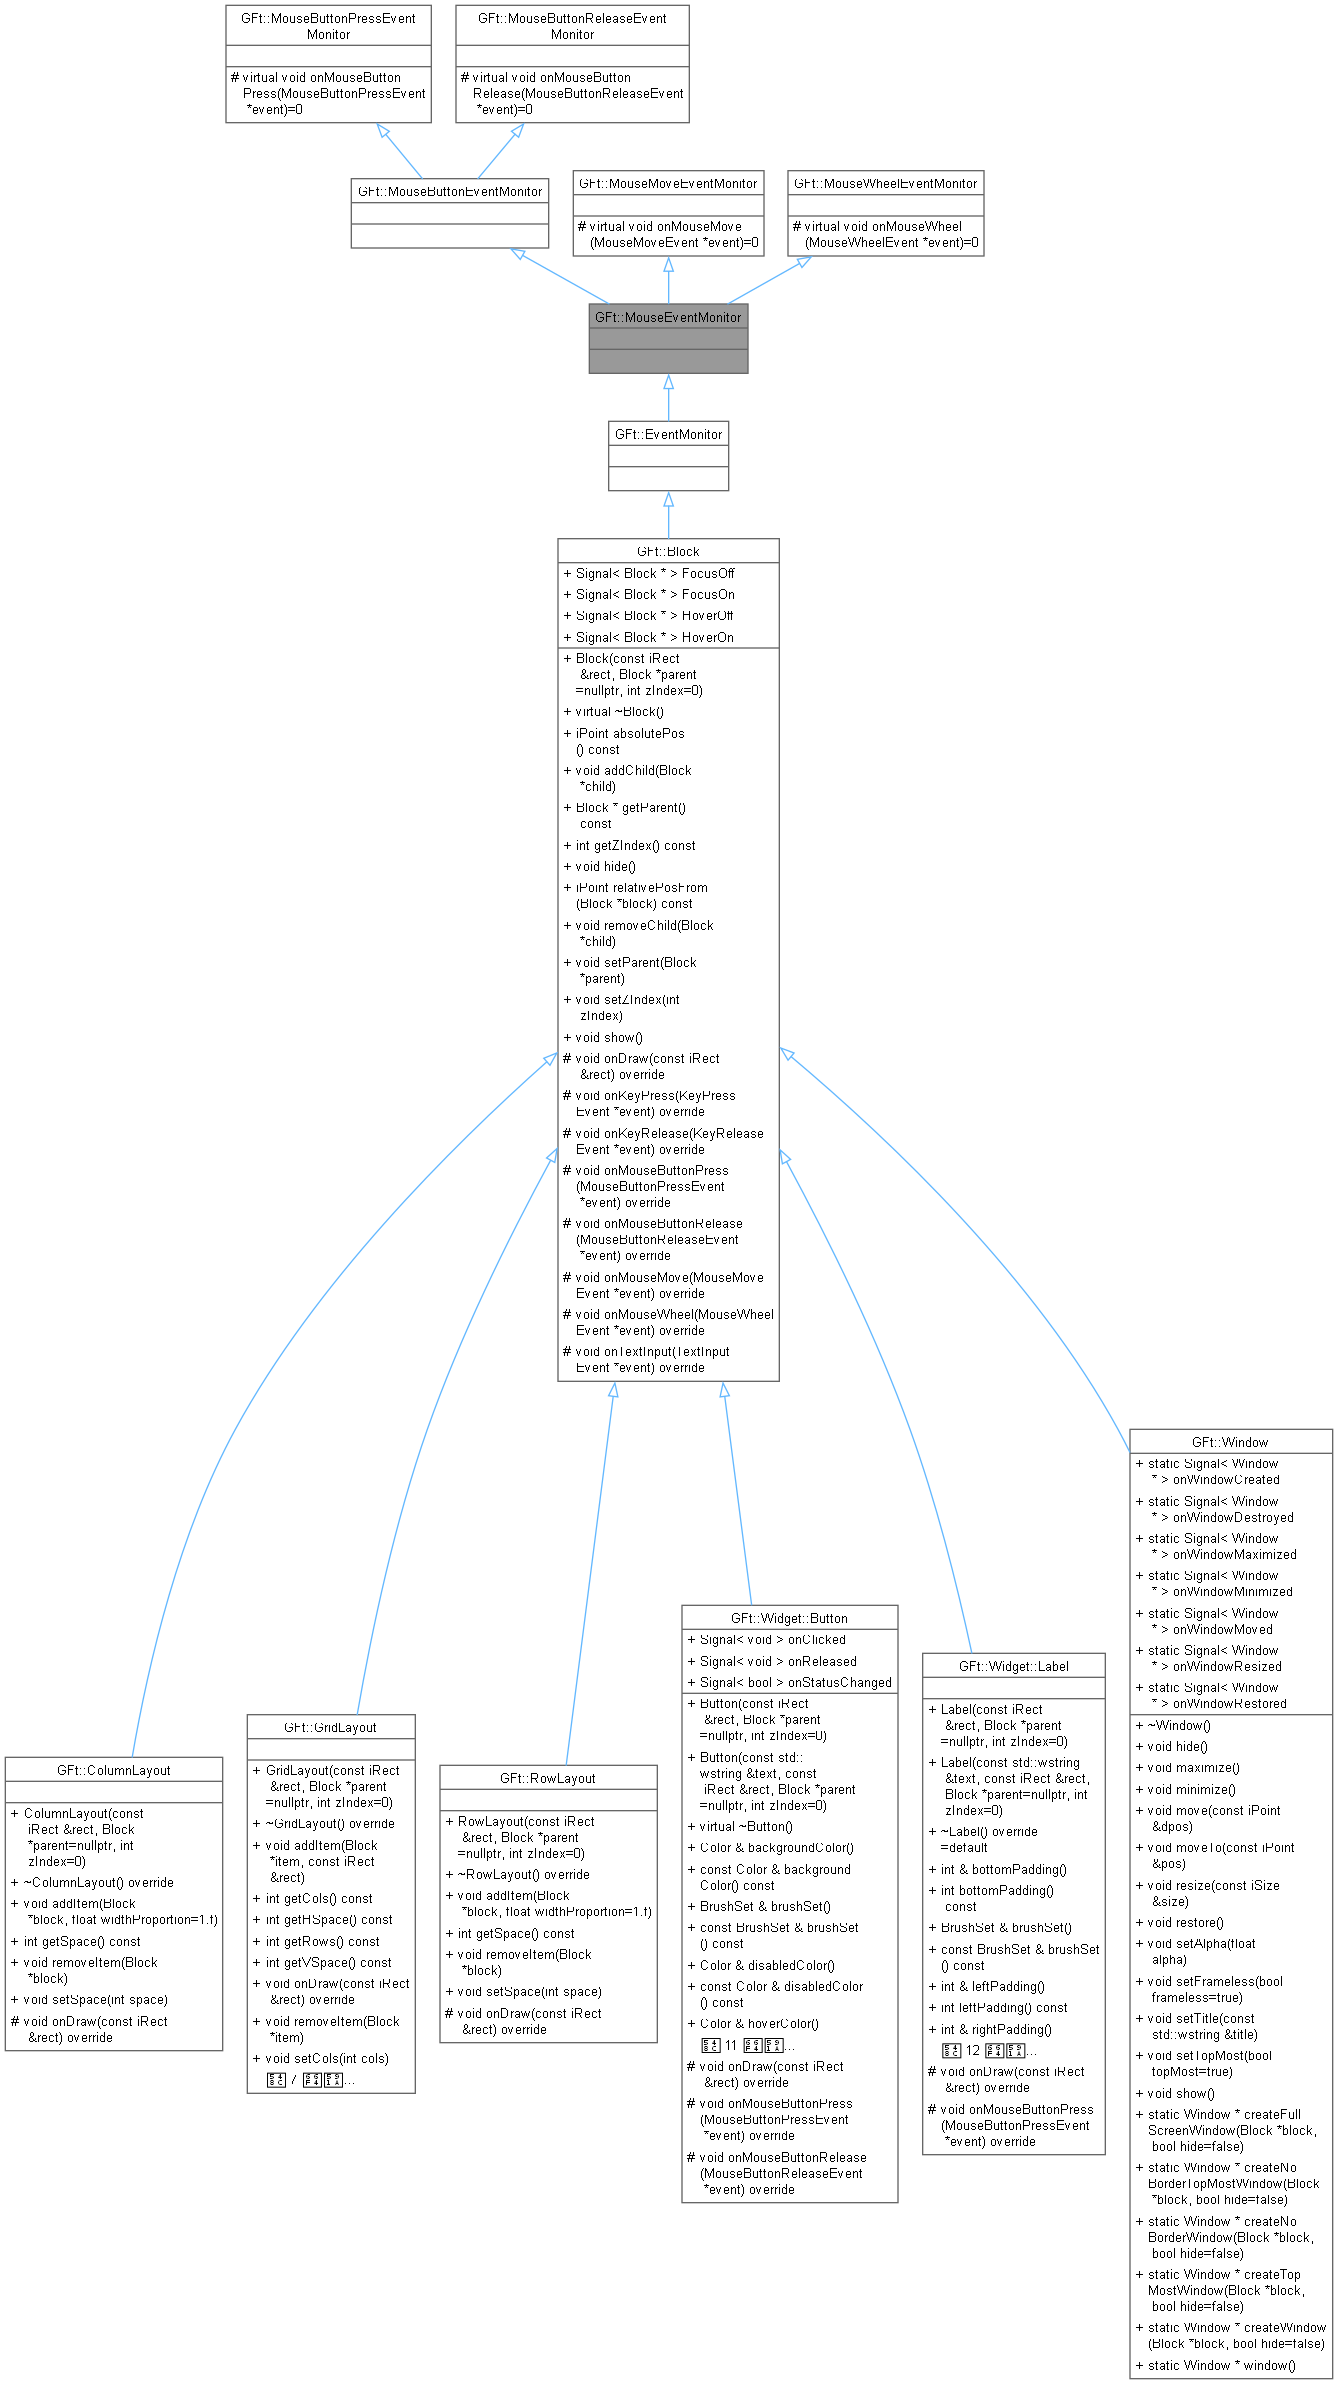 GFt::MouseButtonPressEvent
Monitor
# virtual void onMouseButton
Press(MouseButtonPressEvent
*event)=0
GFt::MouseButtonReleaseEvent
Monitor
# virtual void onMouseButton
Release(MouseButtonReleaseEvent
*event)=0
GFt::MouseButtonEventMonitor
GFt::MouseMoveEventMonitor
# virtual void onMouseMove
(MouseMoveEvent *event)=0
GFt::MouseWheelEventMonitor
# virtual void onMouseWheel
(MouseWheelEvent *event)=0
GFt::MouseEventMonitor
GFt::EventMonitor
GFt::Block
+ Signal< Block * > FocusOff
+ Signal< Block * > FocusOn
+ Signal< Block * > HoverOff
+ Signal< Block * > HoverOn
+ Block(const iRect
&rect, Block *parent
=nullptr, int zIndex=0)
+ virtual ~Block()
+ iPoint absolutePos
() const
+ void addChild(Block
*child)
+ Block * getParent()
const
+ int getZIndex() const
+ void hide()
+ iPoint relativePosFrom
(Block *block) const
+ void removeChild(Block
*child)
+ void setParent(Block
*parent)
+ void setZIndex(int
zIndex)
+ void show()
# void onDraw(const iRect
&rect) override
# void onKeyPress(KeyPress
Event *event) override
# void onKeyRelease(KeyRelease
Event *event) override
# void onMouseButtonPress
(MouseButtonPressEvent
*event) override
# void onMouseButtonRelease
(MouseButtonReleaseEvent
*event) override
# void onMouseMove(MouseMove
Event *event) override
# void onMouseWheel(MouseWheel
Event *event) override
# void onTextInput(TextInput
Event *event) override
GFt::ColumnLayout
+ ColumnLayout(const
iRect &rect, Block
*parent=nullptr, int
zIndex=0)
+ ~ColumnLayout() override
+ void addItem(Block
*block, float widthProportion=1.f)
+ int getSpace() const
+ void removeItem(Block
*block)
+ void setSpace(int space)
# void onDraw(const iRect
&rect) override
GFt::GridLayout
+ GridLayout(const iRect
&rect, Block *parent
=nullptr, int zIndex=0)
+ ~GridLayout() override
+ void addItem(Block
*item, const iRect
&rect)
+ int getCols() const
+ int getHSpace() const
+ int getRows() const
+ int getVSpace() const
+ void onDraw(const iRect
&rect) override
+ void removeItem(Block
*item)
+ void setCols(int cols)
7 ...
GFt::RowLayout
+ RowLayout(const iRect
&rect, Block *parent
=nullptr, int zIndex=0)
+ ~RowLayout() override
+ void addItem(Block
*block, float widthProportion=1.f)
+ int getSpace() const
+ void removeItem(Block
*block)
+ void setSpace(int space)
# void onDraw(const iRect
&rect) override
GFt::Widget::Button
+ Signal< void > onClicked
+ Signal< void > onReleased
+ Signal< bool > onStatusChanged
+ Button(const iRect
&rect, Block *parent
=nullptr, int zIndex=0)
+ Button(const std::
wstring &text, const
iRect &rect, Block *parent
=nullptr, int zIndex=0)
+ virtual ~Button()
+ Color & backgroundColor()
+ const Color & background
Color() const
+ BrushSet & brushSet()
+ const BrushSet & brushSet
() const
+ Color & disabledColor()
+ const Color & disabledColor
() const
+ Color & hoverColor()
11 ...
# void onDraw(const iRect
&rect) override
# void onMouseButtonPress
(MouseButtonPressEvent
*event) override
# void onMouseButtonRelease
(MouseButtonReleaseEvent
*event) override
GFt::Widget::Label
+ Label(const iRect
&rect, Block *parent
=nullptr, int zIndex=0)
+ Label(const std::wstring
&text, const iRect &rect,
Block *parent=nullptr, int
zIndex=0)
+ ~Label() override
=default
+ int & bottomPadding()
+ int bottomPadding()
const
+ BrushSet & brushSet()
+ const BrushSet & brushSet
() const
+ int & leftPadding()
+ int leftPadding() const
+ int & rightPadding()
12 ...
# void onDraw(const iRect
&rect) override
# void onMouseButtonPress
(MouseButtonPressEvent
*event) override
GFt::Window
+ static Signal< Window
* > onWindowCreated
+ static Signal< Window
* > onWindowDestroyed
+ static Signal< Window
* > onWindowMaximized
+ static Signal< Window
* > onWindowMinimized
+ static Signal< Window
* > onWindowMoved
+ static Signal< Window
* > onWindowResized
+ static Signal< Window
* > onWindowRestored
+ ~Window()
+ void hide()
+ void maximize()
+ void minimize()
+ void move(const iPoint
&dpos)
+ void moveTo(const iPoint
&pos)
+ void resize(const iSize
&size)
+ void restore()
+ void setAlpha(float
alpha)
+ void setFrameless(bool
frameless=true)
+ void setTitle(const
std::wstring &title)
+ void setTopMost(bool
topMost=true)
+ void show()
+ static Window * createFull
ScreenWindow(Block *block,
bool hide=false)
+ static Window * createNo
BorderTopMostWindow(Block
*block, bool hide=false)
+ static Window * createNo
BorderWindow(Block *block,
bool hide=false)
+ static Window * createTop
MostWindow(Block *block,
bool hide=false)
+ static Window * createWindow
(Block *block, bool hide=false)
+ static Window * window()